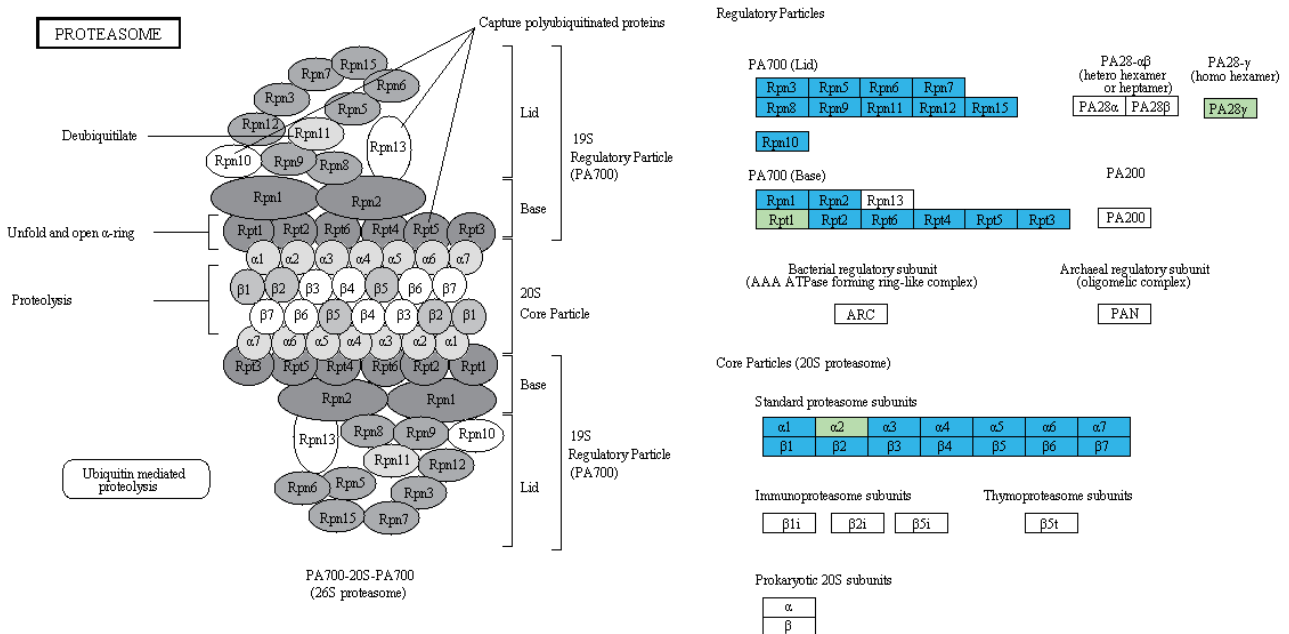 PROTEASOME
Capture polyubiquitinated proteins
Rpn15
Rpn7
Rpn6
Rpn3
Rpn5
Rpn12
Rpn11
Deubiquitilate
Rpn13
Rpn10
Rpn9
Rpn8
Lid
19S
Regulatory Particle
(PA700)
Rpn1
Rpn2
Base
Unfold and open α-ring
Rpt1 Rpt2 Rpt6 Rpt4 Rpt5 Rpt3
α1 α2 α3 α4 α5 α6 α7
Proteolysis
β1 β2 β3 β4 β5 β6 β7
20S
Core Particle
β7 β6 β5 β4 β3 β2 β1
α7 α6 α5 α4 α3 α2 α1
Rpt3 Rpt5 Rpt4 Rpt6 Rpt2 Rpt1
Base
Rpn2 Rpn1
Rpn13
Rpn8
Rpn9
Rpn10
19S
Regulatory Particle
(PA700)
Rpn11
Rpn12
Ubiquitin mediated
proteolysis
Rpn6
Rpn5
Rpn3
Lid
Rpn15
Rpn7
PA700-20S-PA700
(26S proteasome)
Regulatory Particles
PA700 (Lid)
Rpn3 Rpn5 Rpn6 Rpn7
Rpn8 Rpn9 Rpn11 Rpn12 Rpn15
Rpn10
PA28-αβ
(hetero hexamer
or heptamer)
PA28α PA28β
PA28-γ
(homo hexamer)
PA28γ
PA700 (Base)
Rpn1 Rpn2 Rpn13
Rpt1 Rpt2 Rpt6 Rpt4 Rpt5 Rpt3
PA200
PA200
Bacterial regulatory subunit
(AAA ATPase forming ring-like complex)
ARC
Archaeal regulatory subunit
(oligomelic complex)
PAN
Core Particles (20S proteasome)
Standard proteasome subunits
α1 α2 α3 α4 α5 α6 α7
β1 β2 β3 β4 β5 β6 β7
Immunoproteasome subunits
β1i β2i β5i
Thymoproteasome subunits
β5t
Prokaryotic 20S subunits
α
β